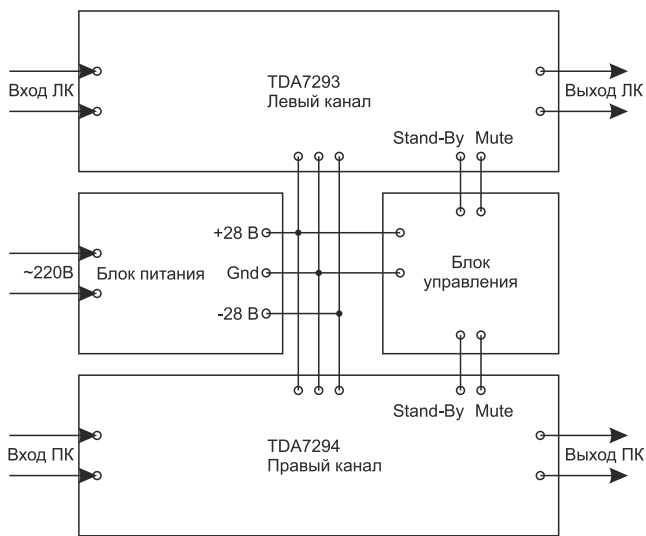 TDA7293
Левый канал
Вход ЛК
Выход ЛК
Stand-By Mute
+28 В
~220В
Блок питания
Gnd
-28 В
Блок
управления
Stand-By Mute
TDA7294
Правый канал
Вход ПК
Выход ПК